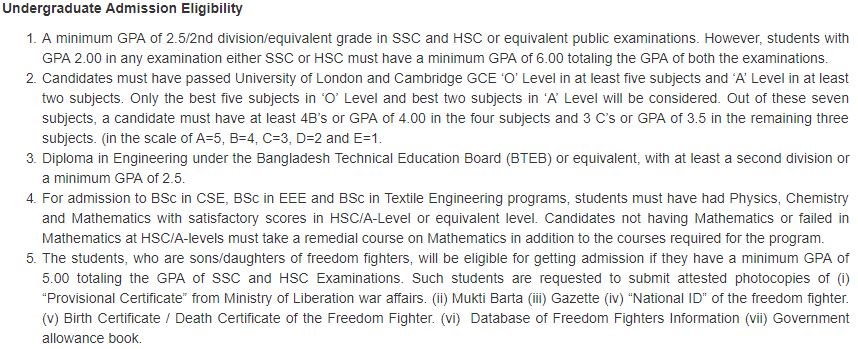 Undergraduate Admission Eligibility
1. A minimum GPA of 2.5/2nd division/equivalent grade in SSC and HSC or equivalent public examinations. However, students with
GPA 2.00 in any examination either SSC or HSC must have a minimum GPA of 6.00 totaling the GPA of both the examinations.
2. Candidates must have passed University of London and Cambridge GCE ‘O’ Level in at least five subjects and ‘A’ Level in at least
two subjects. Only the best five subjects in ‘O’ Level and best two subjects in ‘A’ Level will be considered. Out of these seven
subjects, a candidate must have at least 4B’s or GPA of 4.00 in the four subjects and 3 C’s or GPA of 3.5 in the remaining three
subjects. (in the scale of A=5, B=4, C=3, D=2 and E=1.
3. Diploma in Engineering under the Bangladesh Technical Education Board (BTEB) or equivalent, with at least a second division or
a minimum GPA of 2.5.
4. For admission to BSc in CSE, BSc in EEE and BSc in Textile Engineering programs, students must have had Physics, Chemistry
and Mathematics with satisfactory scores in HSC/A-Level or equivalent level. Candidates not having Mathematics or failed in
Mathematics at HSC/A-levels must take a remedial course on Mathematics in addition to the courses required for the program.
5. The students, who are sons/daughters of freedom fighters, will be eligible for getting admission if they have a minimum GPA of
5.00 totaling the GPA of SSC and HSC Examinations. Such students are requested to submit attested photocopies of (i)
“Provisional Certificate” from Ministry of Liberation war affairs. (ii) Mukti Barta (iii) Gazette (iv) “National ID” of the freedom fighter.
(v) Birth Certificate / Death Certificate of the Freedom Fighter. (vi) Database of Freedom Fighters Information (vii) Government
allowance book.